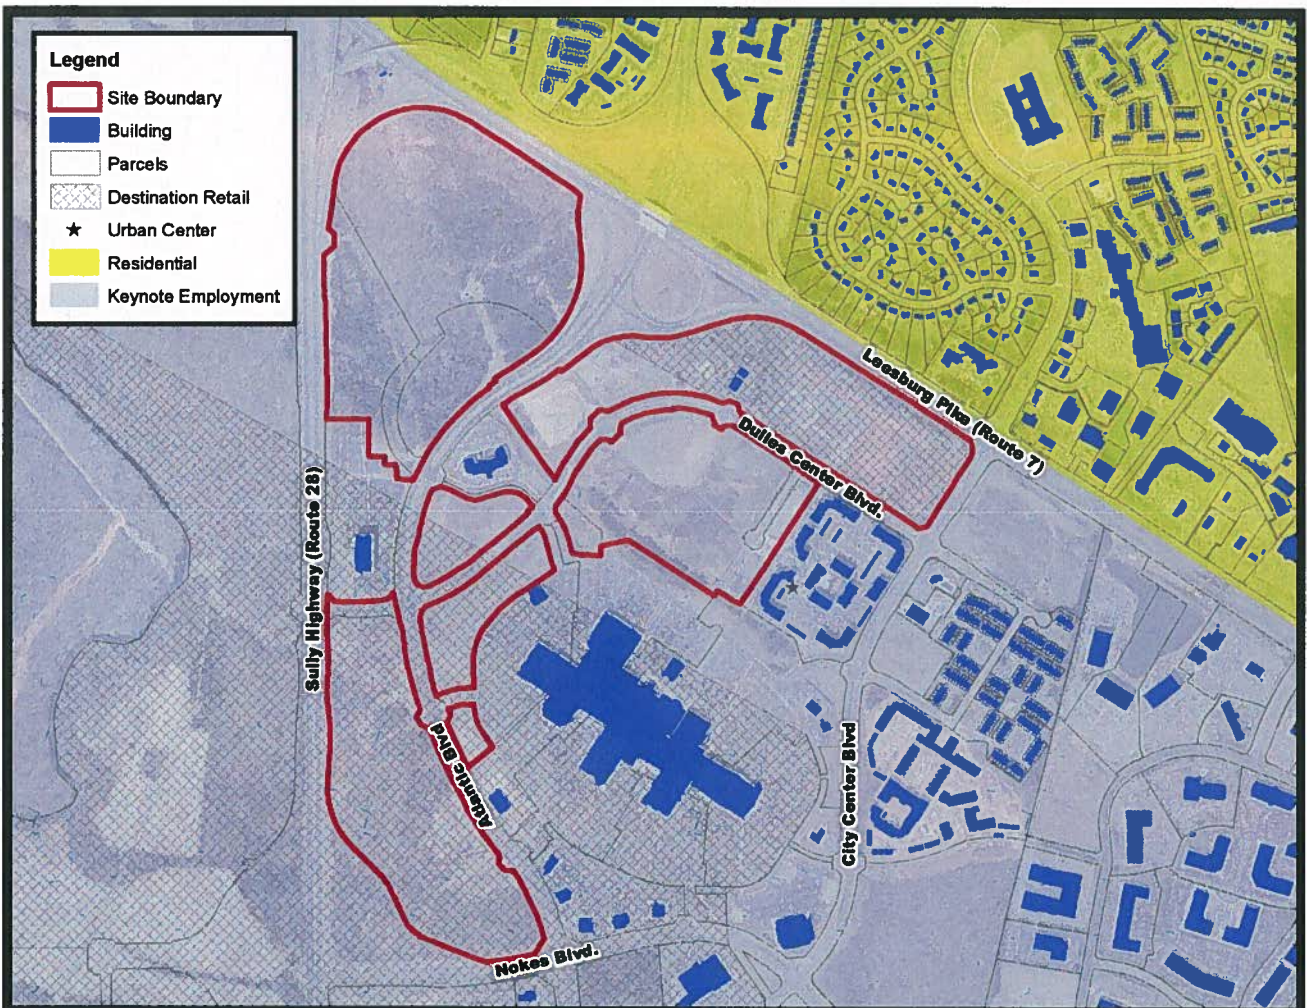 Legend
Site Boundary
Building
Parcels
Destination Retail
Urban Center
Residential
Keynote Employment
Leesburg Pike (Route 7)
Dulles Center Blvd.
Sully Highway (Route 28)
Atlantic Blvd
City Center Blvd
Nokes Blvd.